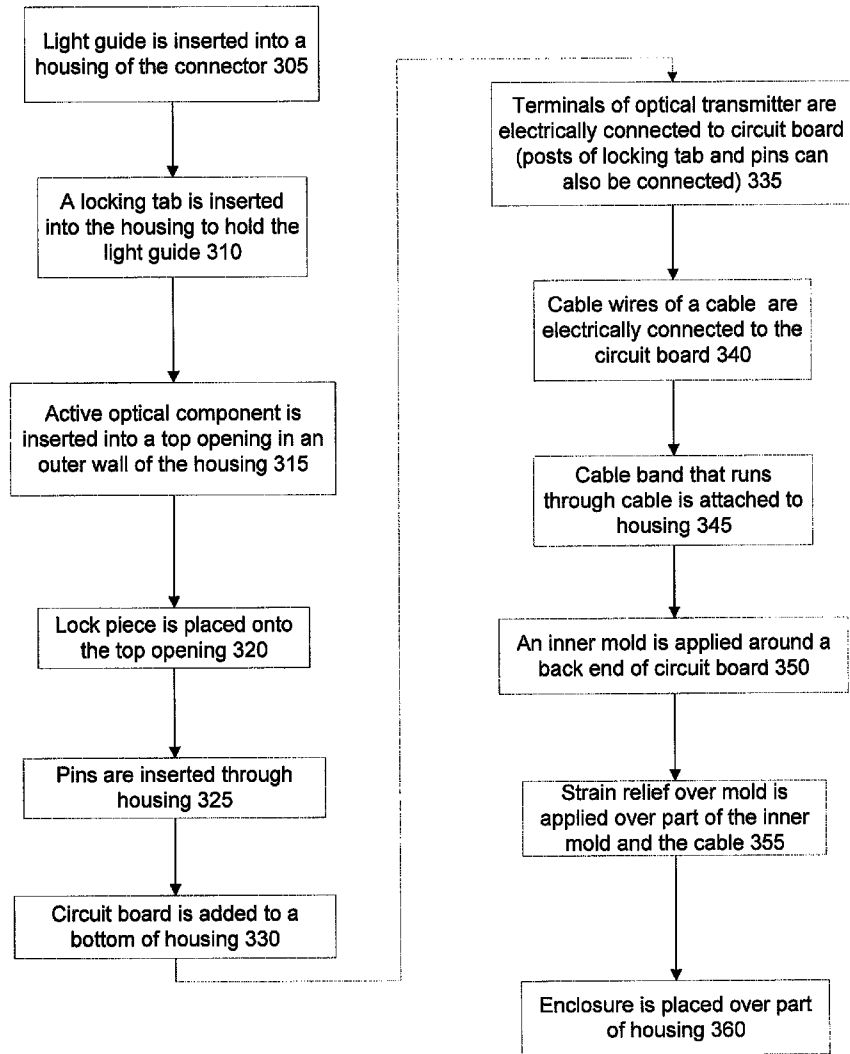 Light guide is inserted into a
housing of the connector 305
A locking tab is inserted
into the housing to hold the
light guide 310
Active optical component is
inserted into a top opening in an
outer wall of the housing 315
Lock piece is placed onto
the top opening 320
Pins are inserted through
housing 325
Circuit board is added to a
bottom of housing 330
Terminals of optical transmitter are
electrically connected to circuit board
(posts of locking tab and pins can
also be connected) 335
Cable wires of a cable are
electrically connected to the
circuit board 340
Cable band that runs
through cable is attached to
housing 345
An inner mold is applied around a
back end of circuit board 350
Strain relief over mold is
applied over part of the inner
mold and the cable 355
Enclosure is placed over part
of housing 360